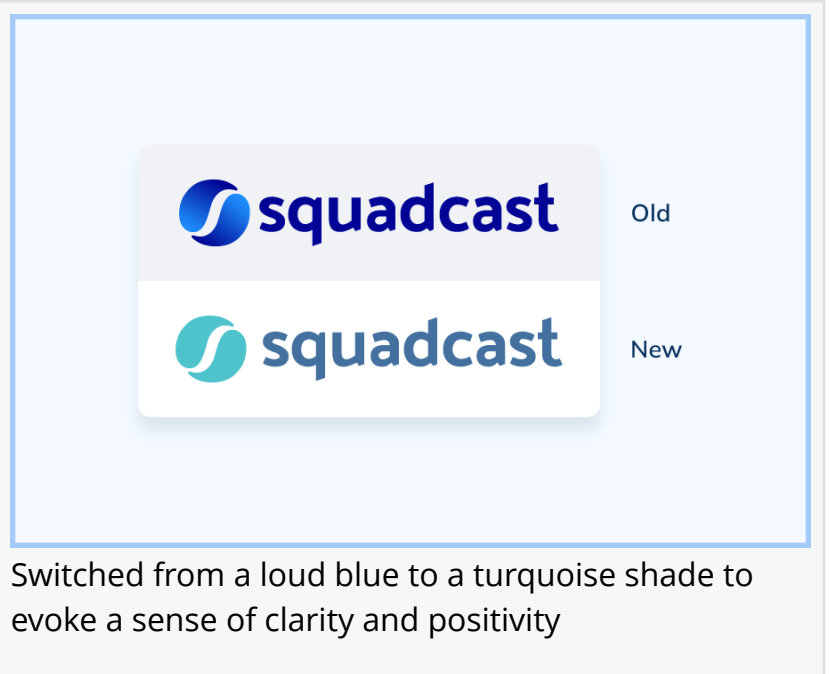 squadcast
Old
squadcast
New
Switched from a loud blue to a turquoise shade to
evoke a sense of clarity and positivity